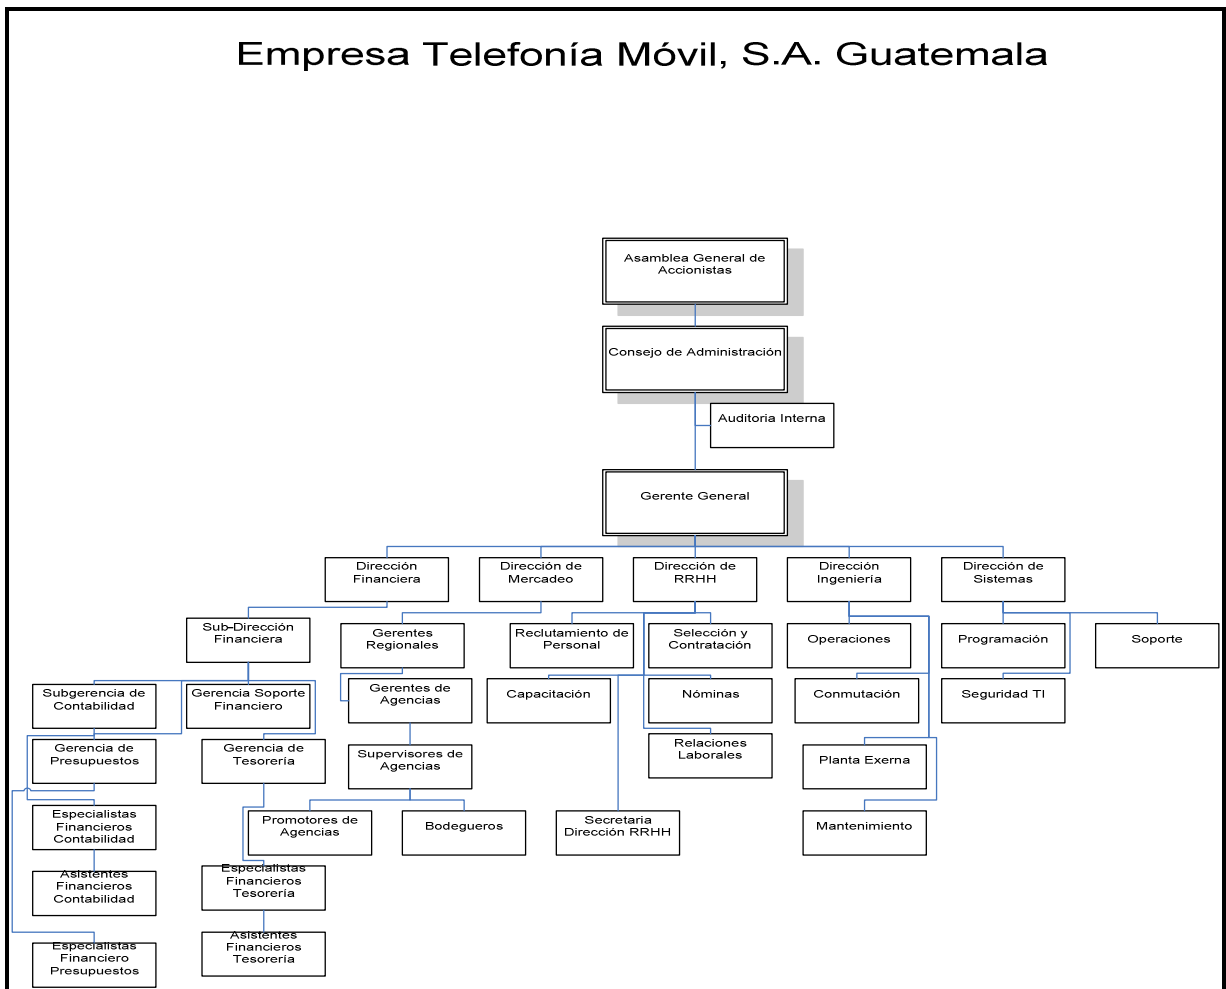 Empresa Telefonía Móvil, S.A. Guatemala
Asamblea General de
Accionistas
Consejo de Administración
Auditoria Interna
Gerente General
Dirección
Financiera
Dirección de
Mercadeo
Dirección de
RRHH
Dirección
Ingeniería
Dirección de
Sistemas
Sub-Dirección
Financiera
Gerentes
Regionales
Reclutamiento de
Personal
Selección y
Contratación
Operaciones
Programación
Soporte
Subgerencia de
Contabilidad
Gerencia Soporte
Financiero
Gerentes de
Agencias
Capacitación
Nóminas
Conmutación
Seguridad TI
Gerencia de
Presupuestos
Gerencia de
Tesorería
Supervisores de
Agencias
Relaciones
Laborales
Planta Exerna
Especialistas
Financieros
Contabilidad
Promotores de
Agencias
Bodegueros
Secretaria
Dirección RRHH
Mantenimiento
Asistentes
Financieros
Contabilidad
Especialistas
Financieros
Tesorería
Especialistas
Financiero
Presupuestos
Asistentes
Financieros
Tesorería